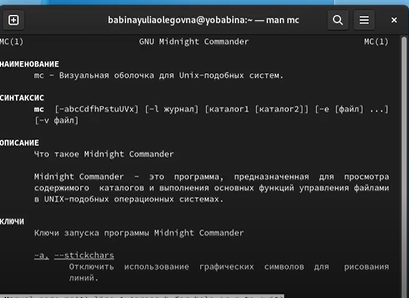 babinayuliaolegovna@yobabina:~ — man mc
MC(1) GNU Midnight Commander MC(1)
НАИМЕНОВАНИЕ
mc - Визуальная оболочка для Unix-подобных систем.
СИНТАКСИС
mc [-abcCdfhPstuUVx] [-l журнал] [каталог1 [каталог2]] [-e [файл] ...]
[-v файл]
ОПИСАНИЕ
Что такое Midnight Commander
Midnight Commander - это программа, предназначенная для просмотра
содержимого каталогов и выполнения основных функций управления файлами
в UNIX-подобных операционных системах.
КЛЮЧИ
Ключи запуска программы Midnight Commander
-a, --stickchars
Отключить использование графических символов для рисования
линий.